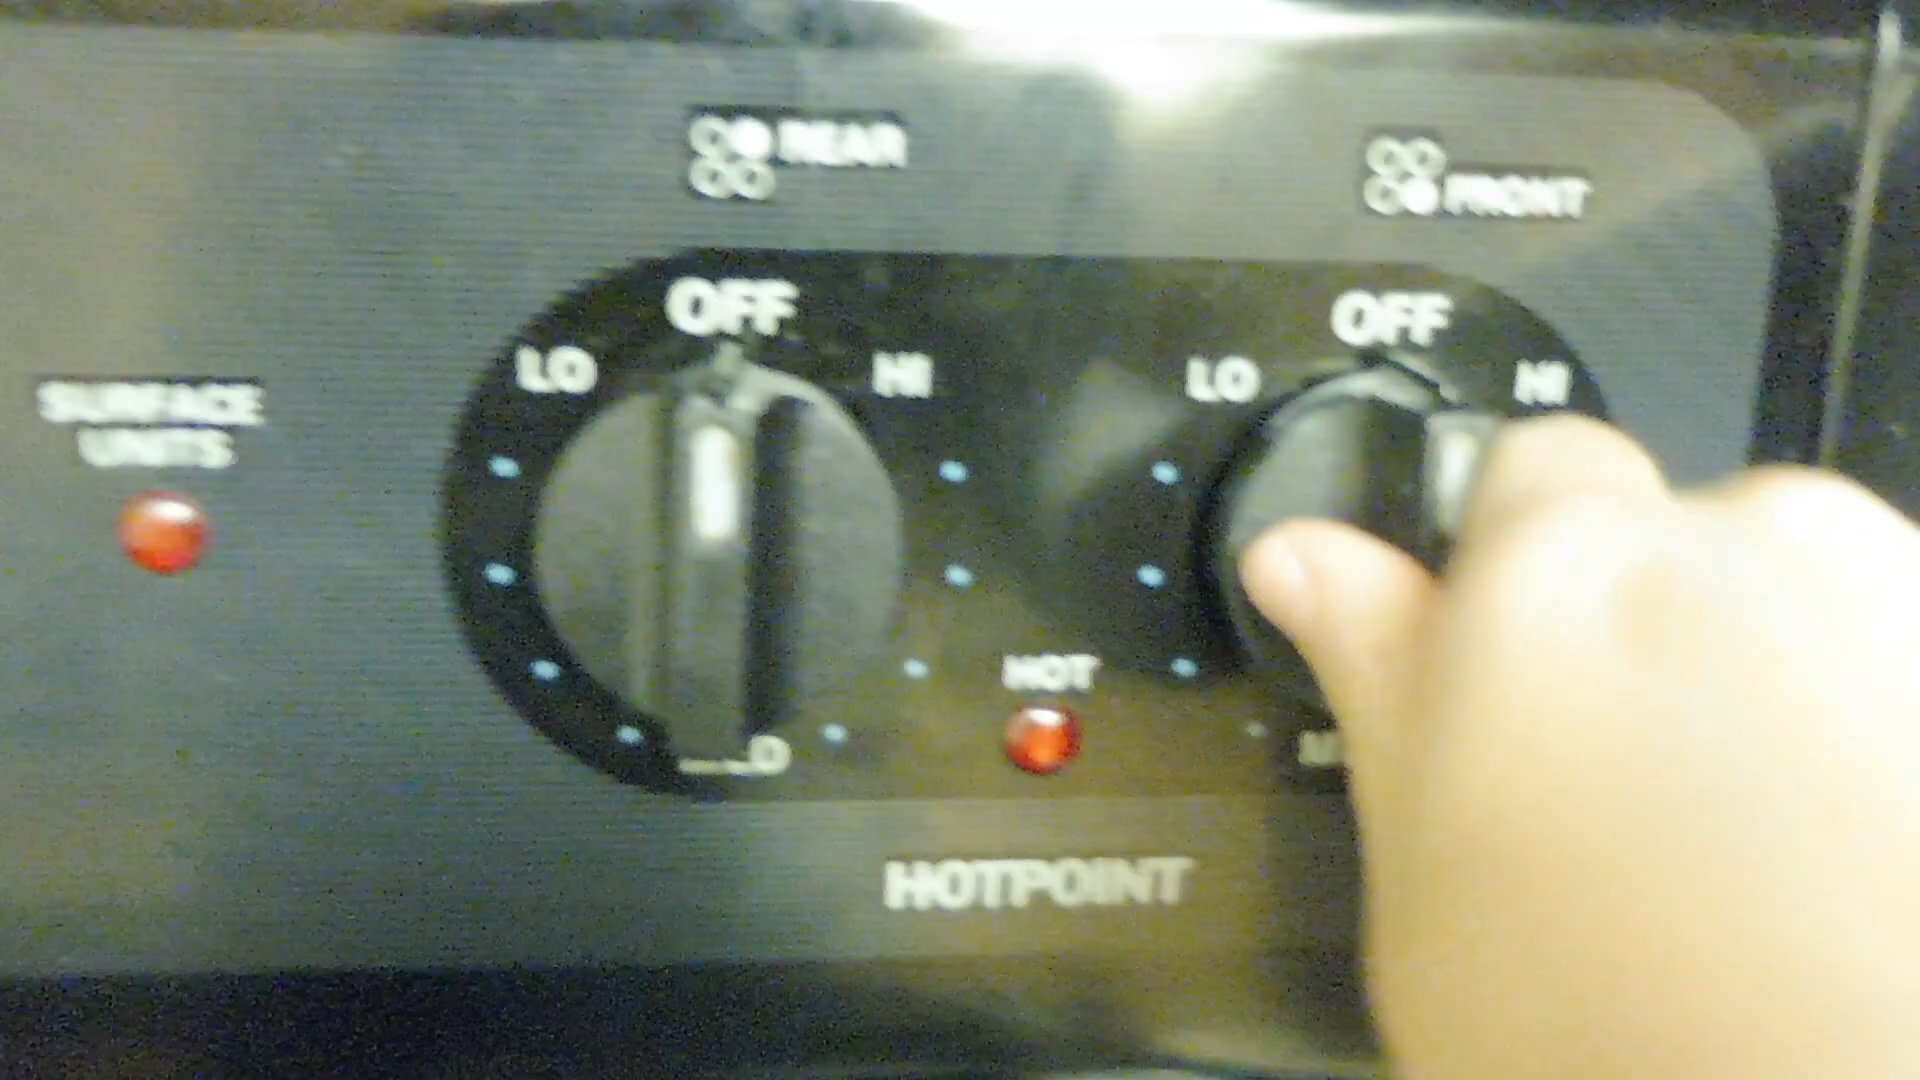 REAR
FRONT
OFF
OFF
LO
HI
LO
HI
SURFACE
UNITS
HOT
HOTPOINT